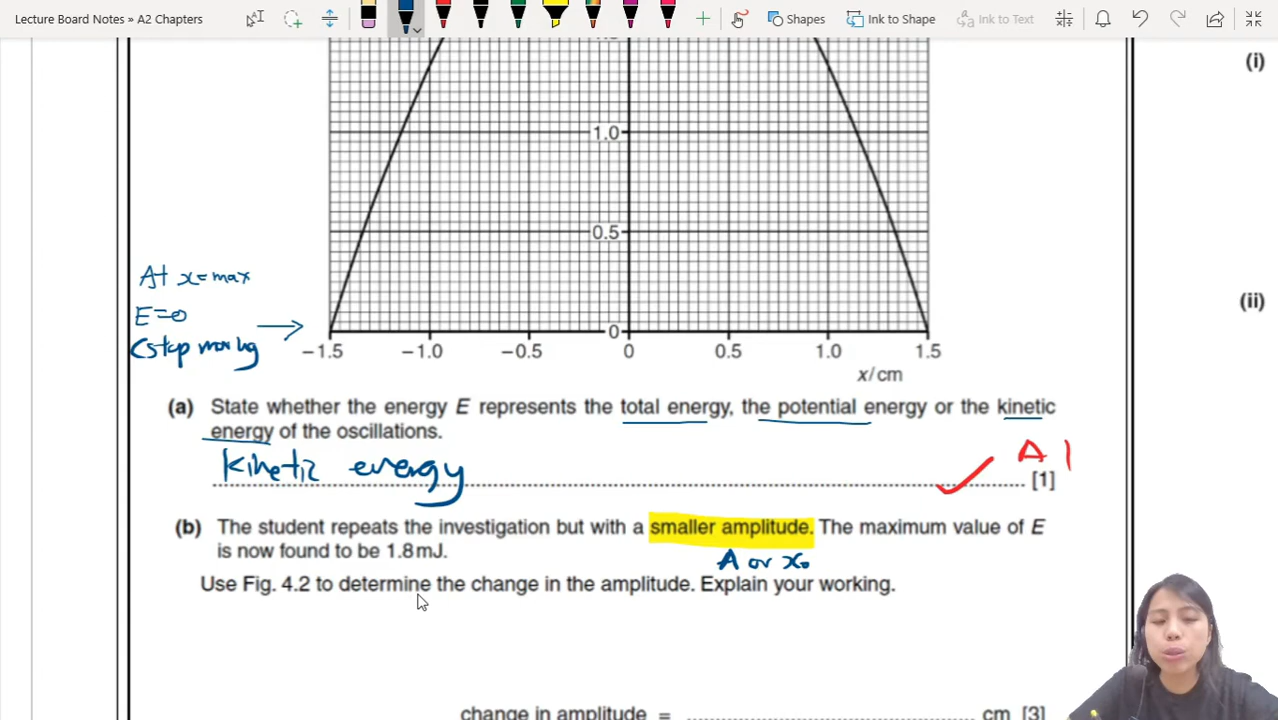 Lecture Board Notes » A2 Chapters
Shapes
Ink to Shape
Ink to Text
(i)
1.0
0.5
At x=max
E=0
(stop moving
0
−1.5 −1.0 −0.5 0 0.5 1.0 1.5
x/cm
(ii)
(a) State whether the energy E represents the total energy, the potential energy or the kinetic
energy of the oscillations.
Kinetic energy
A1
[1]
(b) The student repeats the investigation but with a smaller amplitude. The maximum value of E
is now found to be 1.8mJ.
A or x₀
Use Fig. 4.2 to determine the change in the amplitude. Explain your working.
change in amplitude = cm [3]